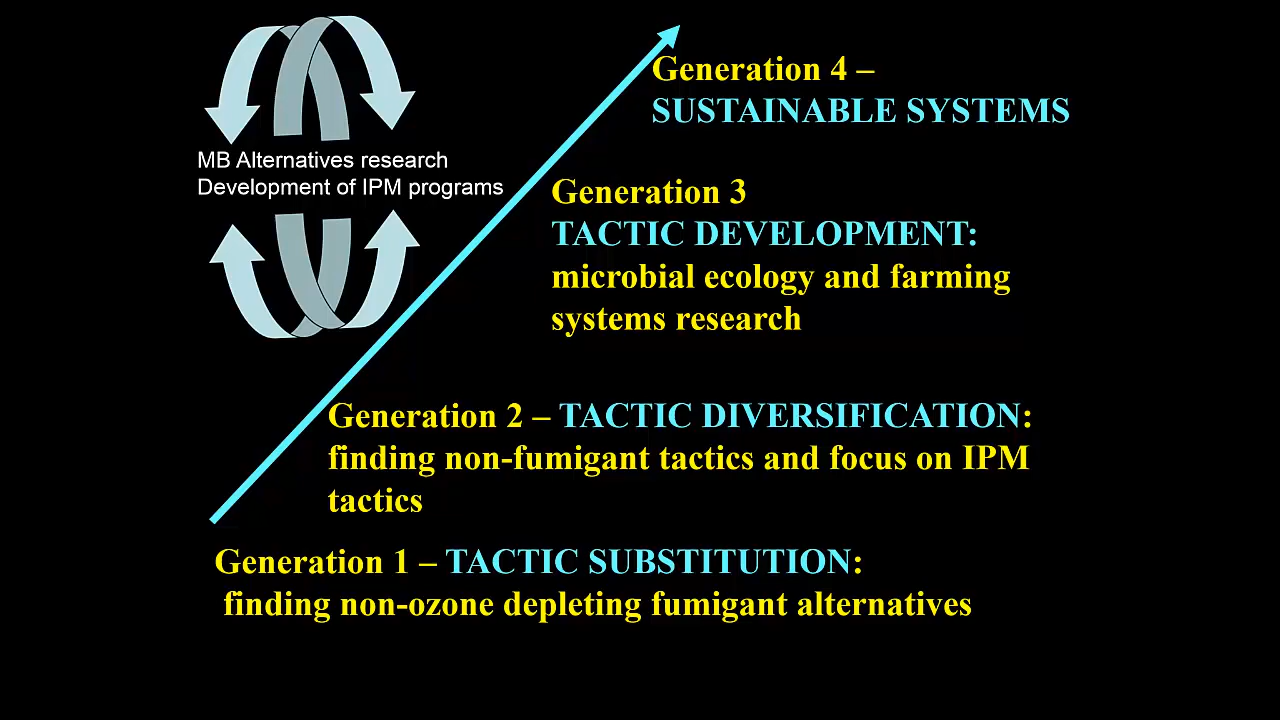 Generation 4 –
SUSTAINABLE SYSTEMS
MB Alternatives research
Development of IPM programs
Generation 3
TACTIC DEVELOPMENT:
microbial ecology and farming
systems research
Generation 2 – TACTIC DIVERSIFICATION:
finding non-fumigant tactics and focus on IPM
tactics
Generation 1 – TACTIC SUBSTITUTION:
finding non-ozone depleting fumigant alternatives